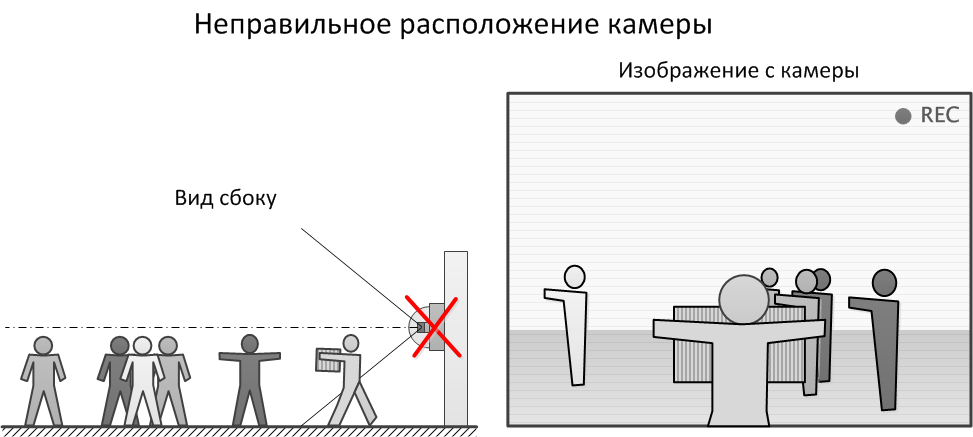 Неправильное расположение камеры
Изображение с камеры
REC
Вид сбоку